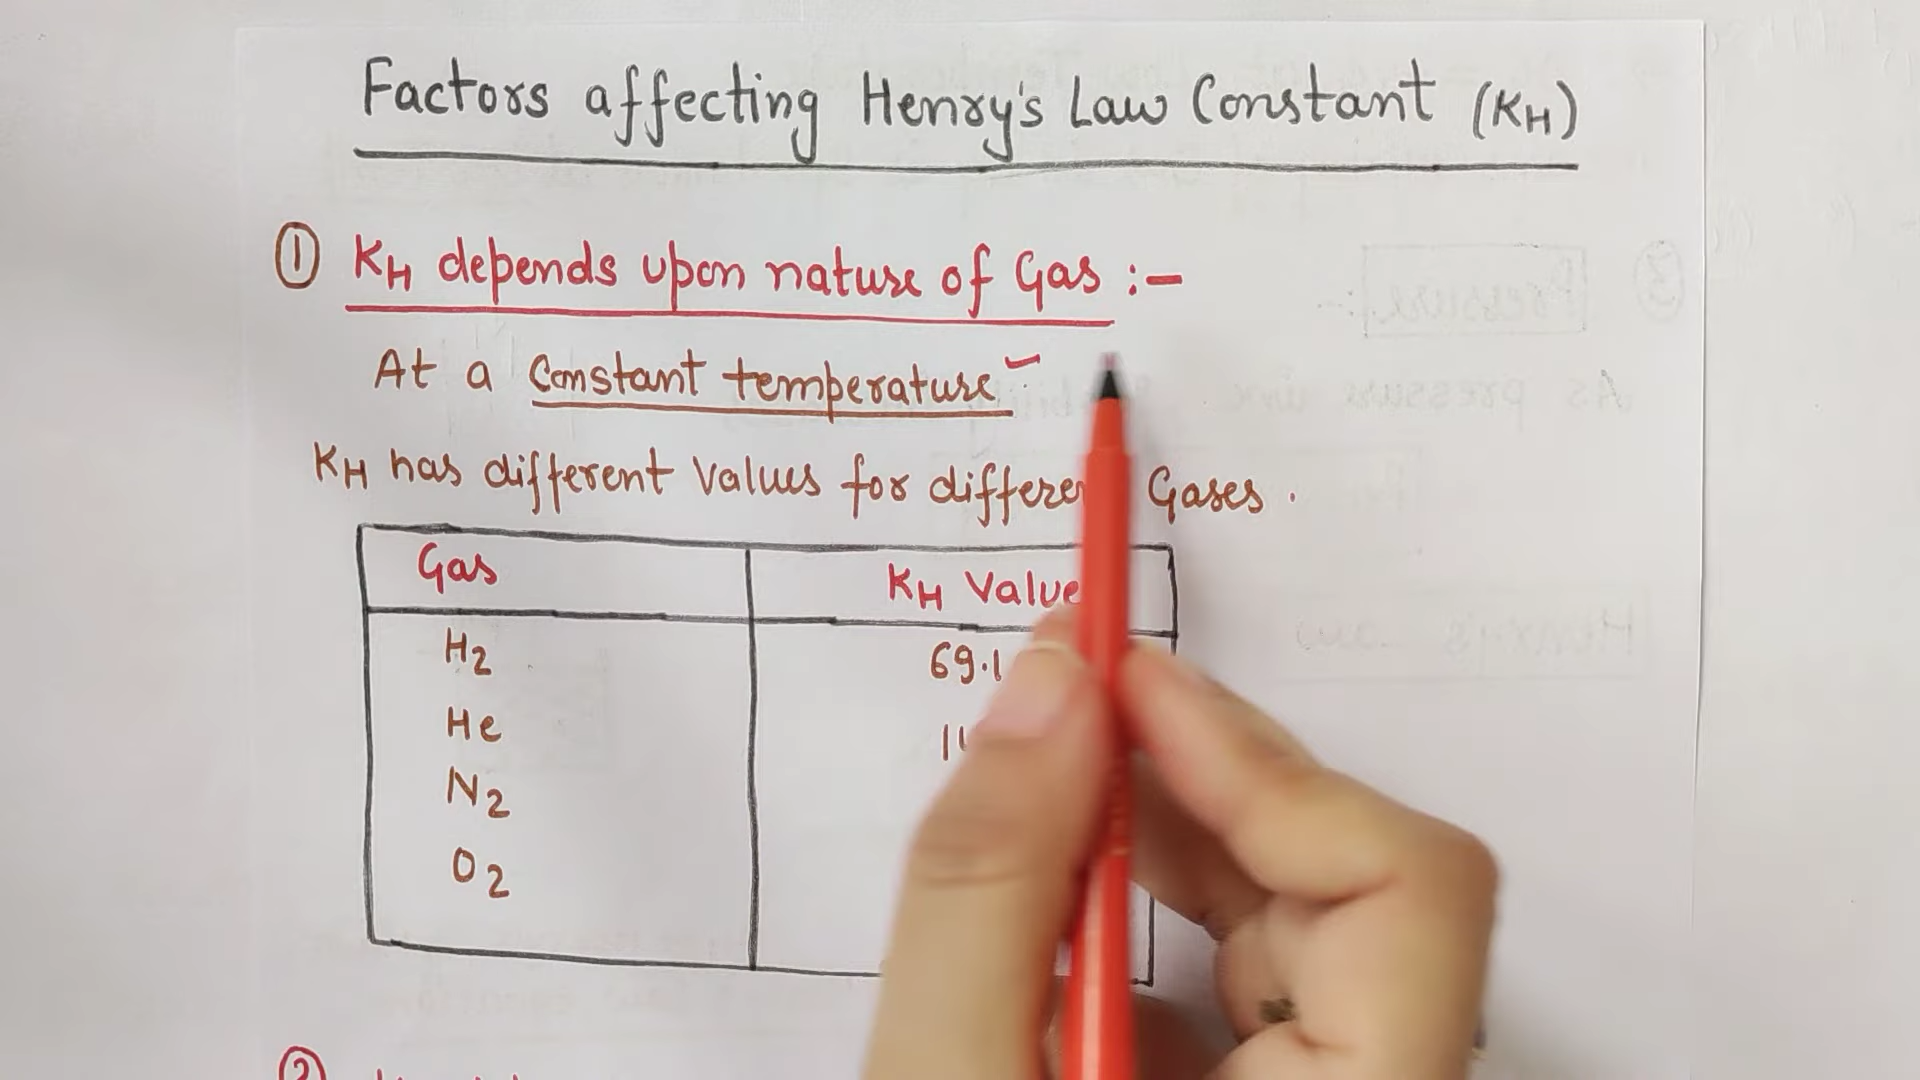 Factors affecting Henry's Law Constant (KH)
① KH depends upon nature of Gas :-
At a Constant temperature
KH has different Values for Gases.
Gas KH Value
H2 69.1
He
N2
O2
②